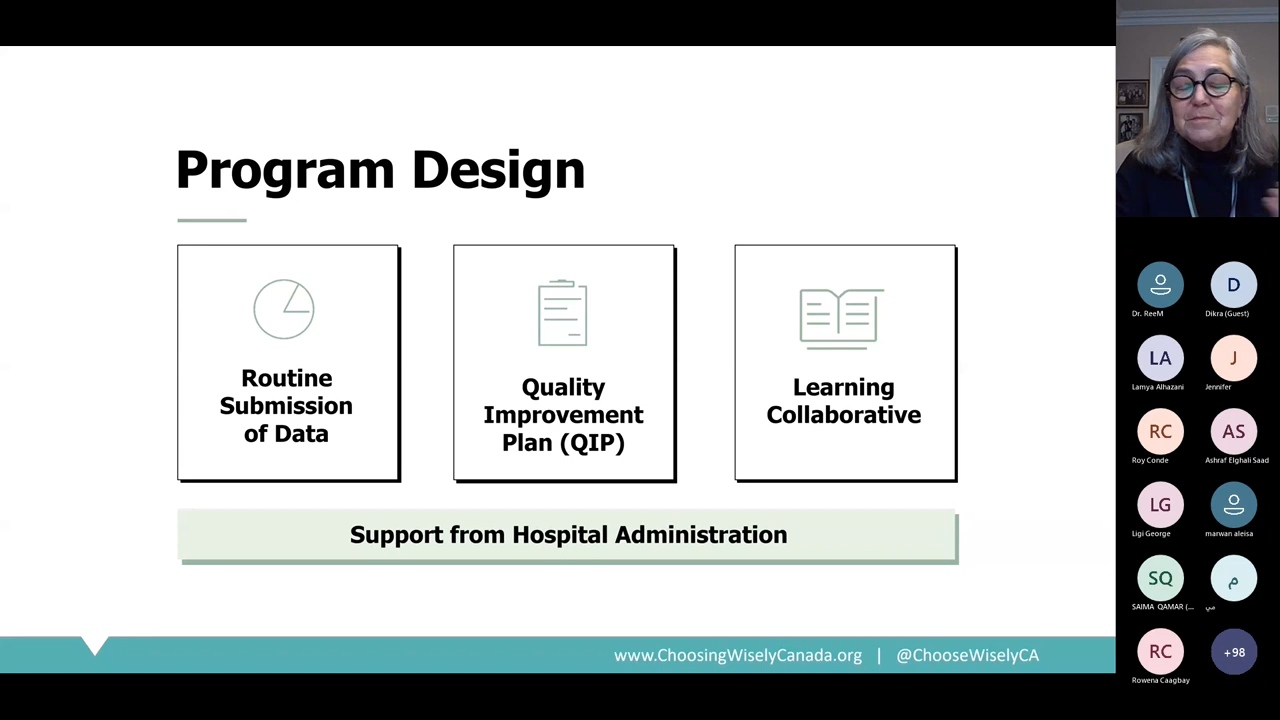 Program Design
Routine
Submission
of Data
Quality
Improvement
Plan (QIP)
Learning
Collaborative
Support from Hospital Administration
www.ChoosingWiselyCanada.org | @ChooseWiselyCA
Dr. ReeM
D
Dikra (Guest)
LA
Lamya Alhazani
J
Jennifer
RC
Roy Conde
AS
Ashraf Elghali Saad
LG
Ligi George
marwan aleisa
SQ
SAIMA QAMAR (...
م
مي
RC
Rowena Caagbay
+98